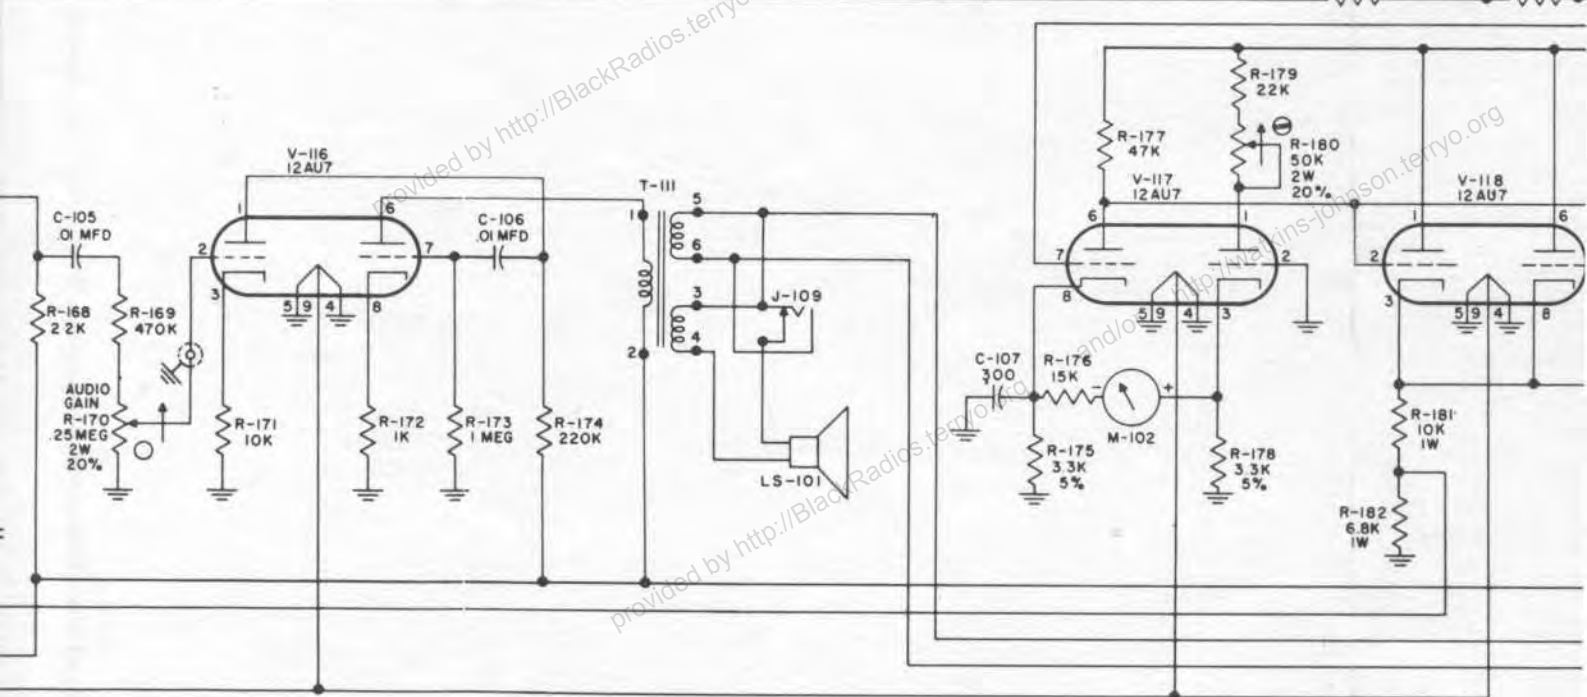 provided by http://BlackRadios.terryo
V-116
12AU7
1
6
2
7
3
5
9
4
8
C-105
.01 MFD
R-168
22K
R-169
470K
AUDIO
GAIN
R-170
.25MEG
2W
20%
R-171
10K
R-172
1K
R-173
1 MEG
R-174
220K
C-106
.01 MFD
T-111
1
2
5
6
3
4
J-109
LS-101
provided by http://BlackRadios.terryo.org and/or http://watkins-johnson.terryo.org
R-177
47K
R-179
22K
R-180
50K
2W
20%
V-117
12AU7
6
1
7
2
8
5
9
4
3
C-107
300
R-176
15K
-
+
M-102
R-175
3.3K
5%
R-178
3.3K
5%
V-118
12AU7
1
6
2
3
5
9
4
8
R-181
10K
1W
R-182
6.8K
1W